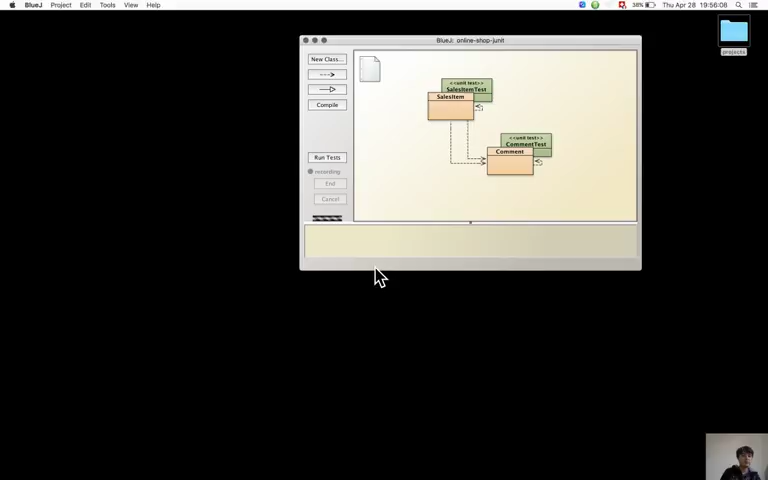 BlueJ Project Edit Tools View Help 38% Thu Apr 28 19:56:08
BlueJ: online-shop-junit
projects
New Class...
Compile
Run Tests
recording
End
Cancel
<<unit test>>
SalesItemTest
SalesItem
<<unit test>>
CommentTest
Comment